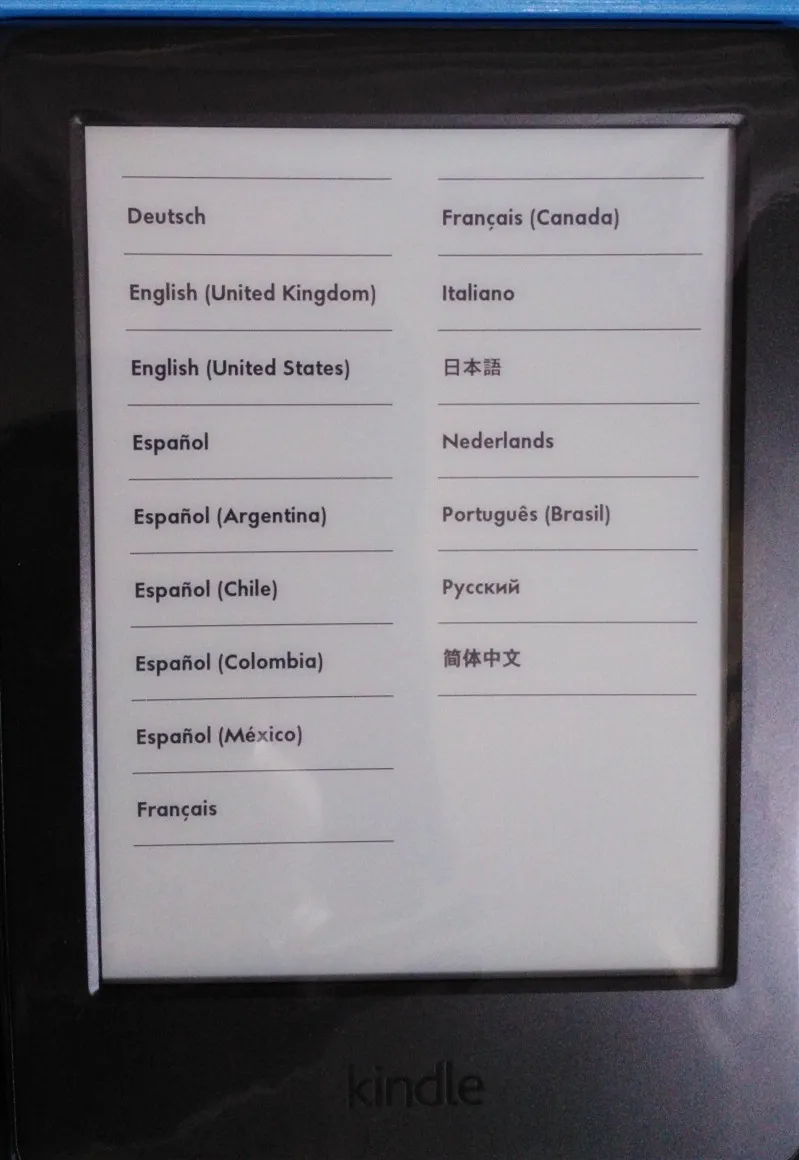 Deutsch
English (United Kingdom)
English (United States)
Español
Español (Argentina)
Español (Chile)
Español (Colombia)
Español (México)
Français
Français (Canada)
Italiano
日本語
Nederlands
Português (Brasil)
Русский
简体中文
kindle